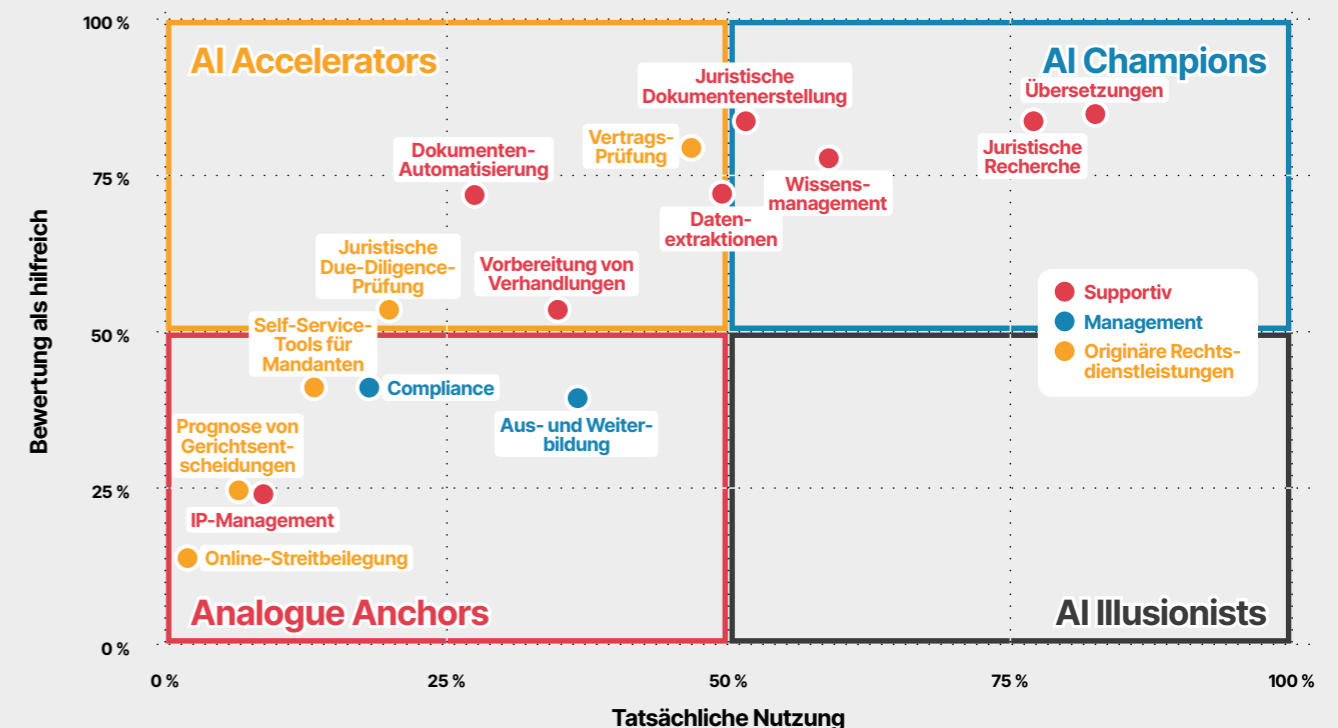 100 %
75 %
50 %
25 %
0 %
Bewertung als hilfreich
AI Accelerators
AI Champions
Juristische
Dokumentenerstellung
Übersetzungen
Vertrags-
Prüfung
Juristische
Recherche
Dokumenten-
Automatisierung
Wissens-
management
Daten-
extraktionen
Juristische
Due-Diligence-
Prüfung
Vorbereitung von
Verhandlungen
Supportiv
Management
Originäre Rechts-
dienstleistungen
Self-Service-
Tools für
Mandanten
Compliance
Aus- und Weiter-
bildung
Prognose von
Gerichtsent-
scheidungen
IP-Management
Online-Streitbeilegung
Analogue Anchors
AI Illusionists
0 %
25 %
50 %
75 %
100 %
Tatsächliche Nutzung